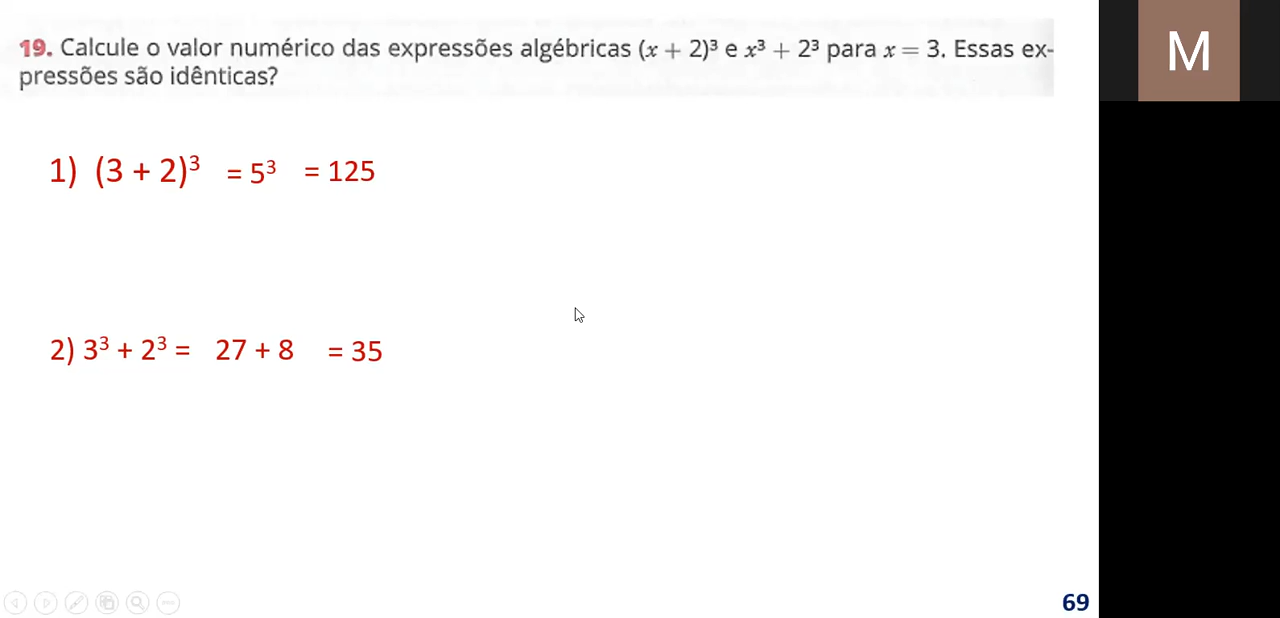 19. Calcule o valor numérico das expressões algébricas (x + 2)³ e x³ + 2³ para x = 3. Essas ex-
pressões são idênticas?
M
1) (3 + 2)³ = 5³ = 125
2) 3³ + 2³ = 27 + 8 = 35
69